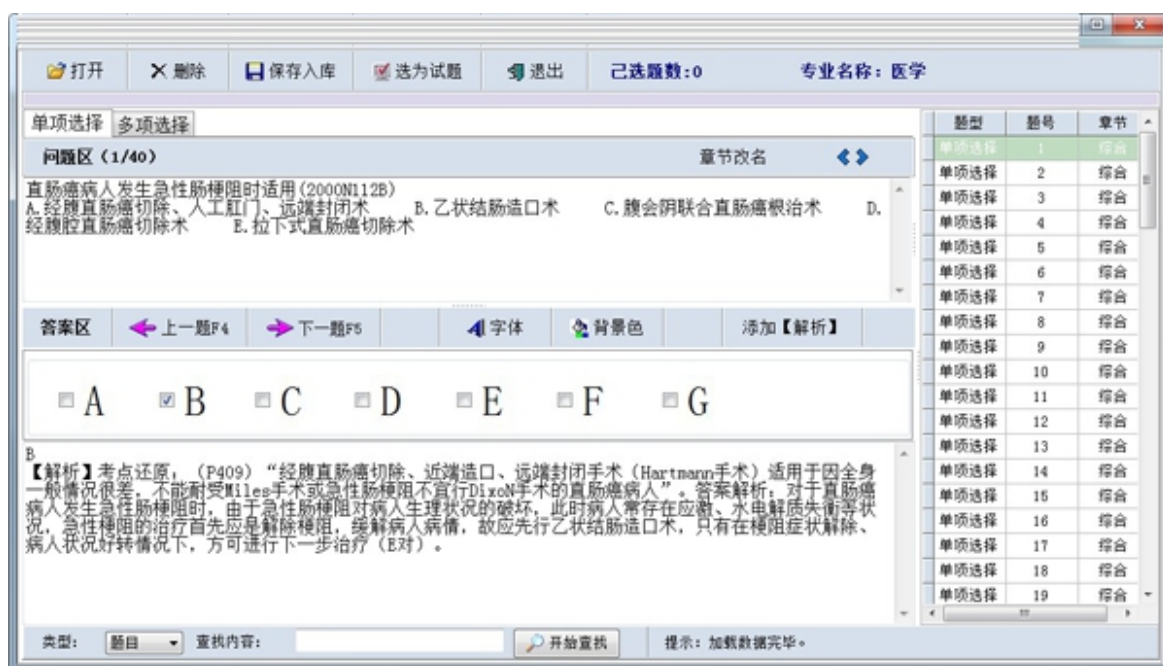 打开 删除 保存入库 选为试题 退出 己选题数:0 专业名称：医学
单项选择 多项选择
问题区（1/40） 章节改名
直肠癌病人发生急性肠梗阻时适用(2000N112B)
A.经腹直肠癌切除、人工肛门、远端封闭术 B.乙状结肠造口术 C.腹会阴联合直肠癌根治术 D.
经腹腔直肠癌切除术 E.拉下式直肠癌切除术
答案区 上一题F4 下一题F5 字体 背景色 添加【解析】
A B C D E F G
B
【解析】考点还原，（P409）“经腹直肠癌切除、近端造口、远端封闭手术（Hartmann手术）适用于因全身
一般情况很差，不能耐受Miles手术或急性肠梗阻不宜行DixoN手术的直肠癌病人”。答案解析，对于直肠癌
病人发生急性肠梗阻时，由于急性肠梗阻对病人生理状况的破坏，此时病人常存在应激、水电解质失衡等状
况，急性梗阻的治疗首先应是解除梗阻，缓解病人病情，故应先行乙状结肠造口术，只有在梗阻症状解除、
病人状况好转情况下，方可进行下一步治疗（E对）。
类型: 题目 查找内容: 开始查找 提示: 加载数据完毕。
题型 题号 章节
单项选择 1 综合
单项选择 2 综合
单项选择 3 综合
单项选择 4 综合
单项选择 5 综合
单项选择 6 综合
单项选择 7 综合
单项选择 8 综合
单项选择 9 综合
单项选择 10 综合
单项选择 11 综合
单项选择 12 综合
单项选择 13 综合
单项选择 14 综合
单项选择 15 综合
单项选择 16 综合
单项选择 17 综合
单项选择 18 综合
单项选择 19 综合